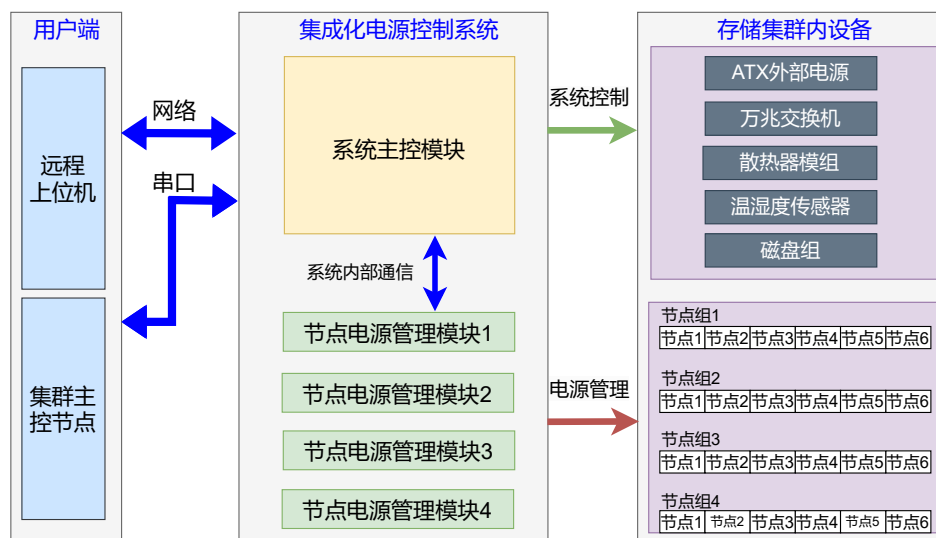 用户端
远程
上位机
集群主
控节点
网络
串口
集成化电源控制系统
系统主控模块
系统内部通信
节点电源管理模块1
节点电源管理模块2
节点电源管理模块3
节点电源管理模块4
系统控制
电源管理
存储集群内设备
ATX外部电源
万兆交换机
散热器模组
温湿度传感器
磁盘组
节点组1
节点1 节点2 节点3 节点4 节点5 节点6
节点组2
节点1 节点2 节点3 节点4 节点5 节点6
节点组3
节点1 节点2 节点3 节点4 节点5 节点6
节点组4
节点1 节点2 节点3 节点4 节点5 节点6